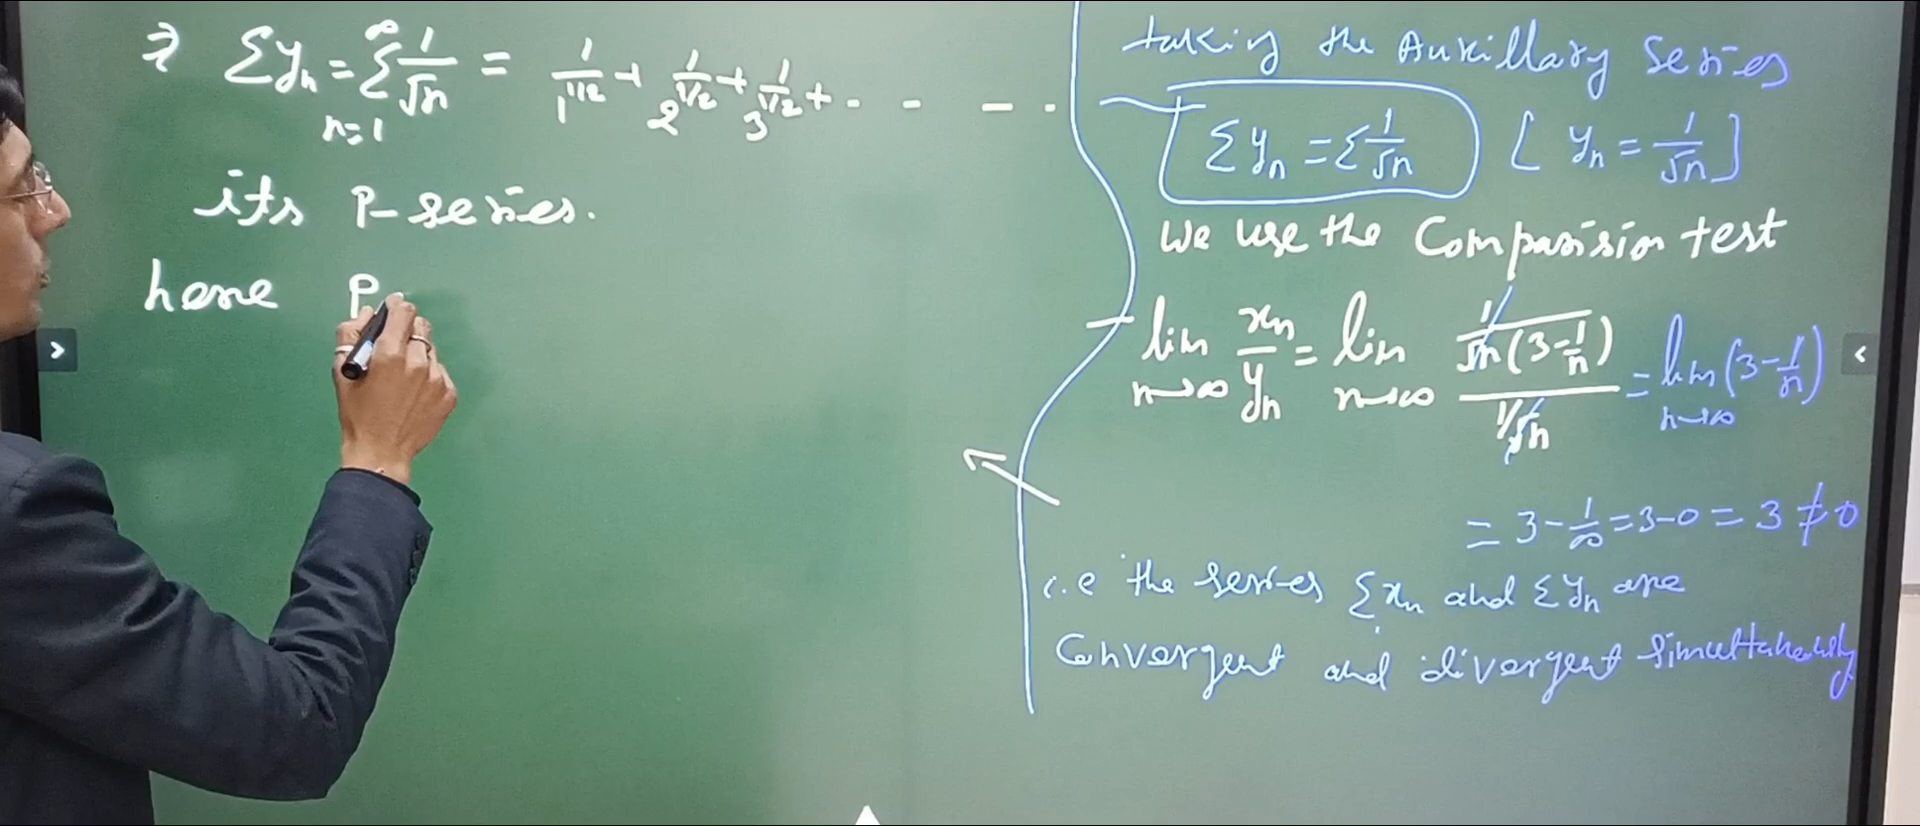 ⇒ Σyₙ = Σ_{n=1}^{∞} 1/√n = 1/1^{1/2} + 1/2^{1/2} + 1/3^{1/2} + - - - .
its P-series.
here P
taking the Auxillary series
Σyₙ = Σ1/√n [ yₙ = 1/√n ]
We use the Comparision test
lim_{n→∞} xₙ/yₙ = lim_{n→∞} (1/√n (3 - 1/n)) / (1/√n) = lim_{n→∞} (3 - 1/n)
= 3 - 1/∞ = 3 - 0 = 3 ≠ 0
i.e the series Σxₙ and Σyₙ are
Convergent and divergent simultaneously